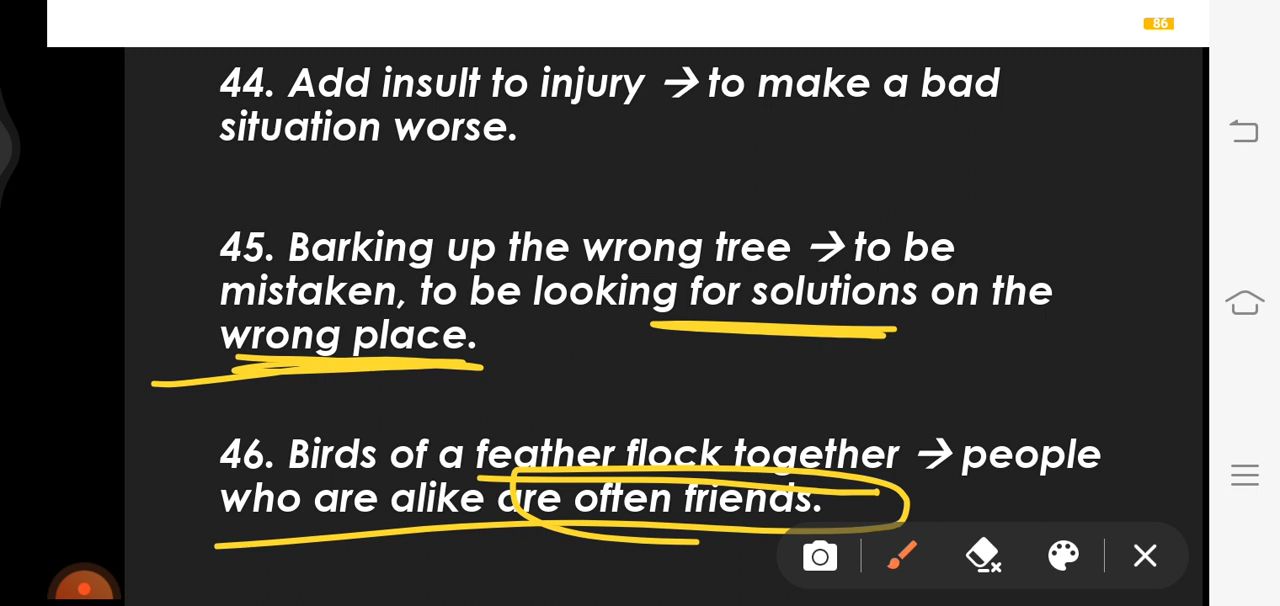 86
44. Add insult to injury → to make a bad
situation worse.
45. Barking up the wrong tree → to be
mistaken, to be looking for solutions on the
wrong place.
46. Birds of a feather flock together → people
who are alike are often friends.